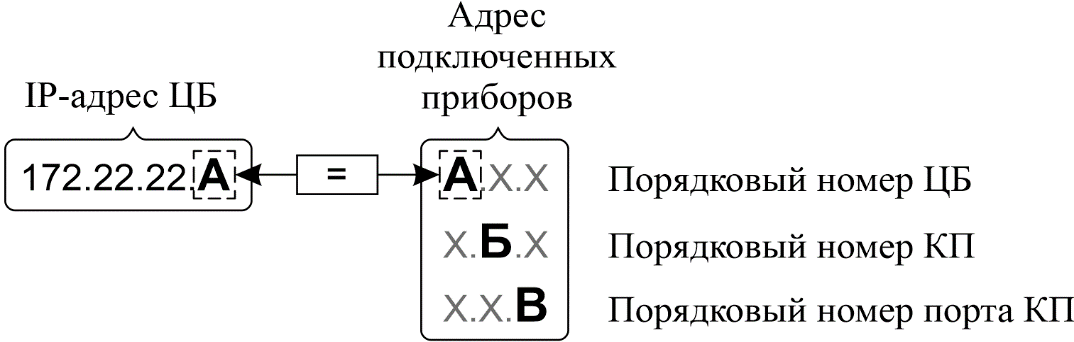 Адрес
подключенных
приборов
IP-адрес ЦБ
172.22.22.А = А.X.X Порядковый номер ЦБ
X.Б.X Порядковый номер КП
X.X.В Порядковый номер порта КП